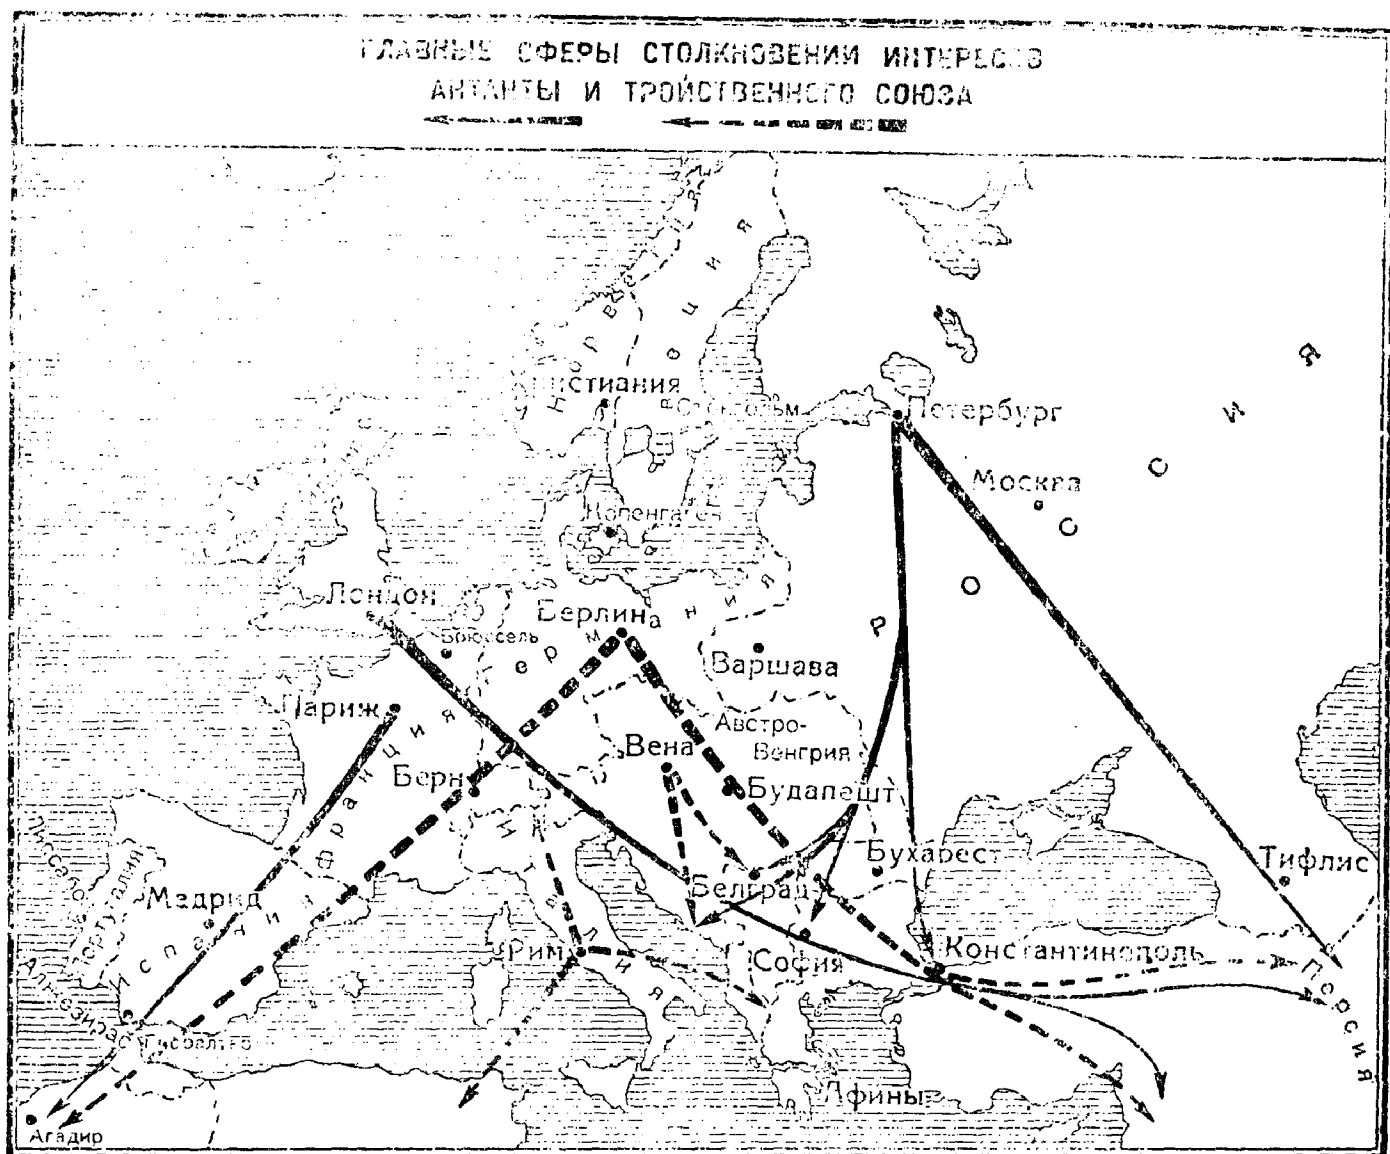 ГЛАВНЫЕ СФЕРЫ СТОЛКНОВЕНИЙ ИНТЕРЕСОВ
АНТАНТЫ И ТРОЙСТВЕННОГО СОЮЗА
Норвегия
Швеция
Россия
Христиания
Стокгольм
Петербург
Москва
Копенгаген
Лондон
Брюссель
Берлин
Германия
Варшава
Париж
Франция
Австро-
Венгрия
Вена
Берн
Будапешт
Италия
Бухарест
Тифлис
Белград
Португалия
Мадрид
Испания
Рим
София
Константинополь
Персия
Гибралтар
Афины
Агадир